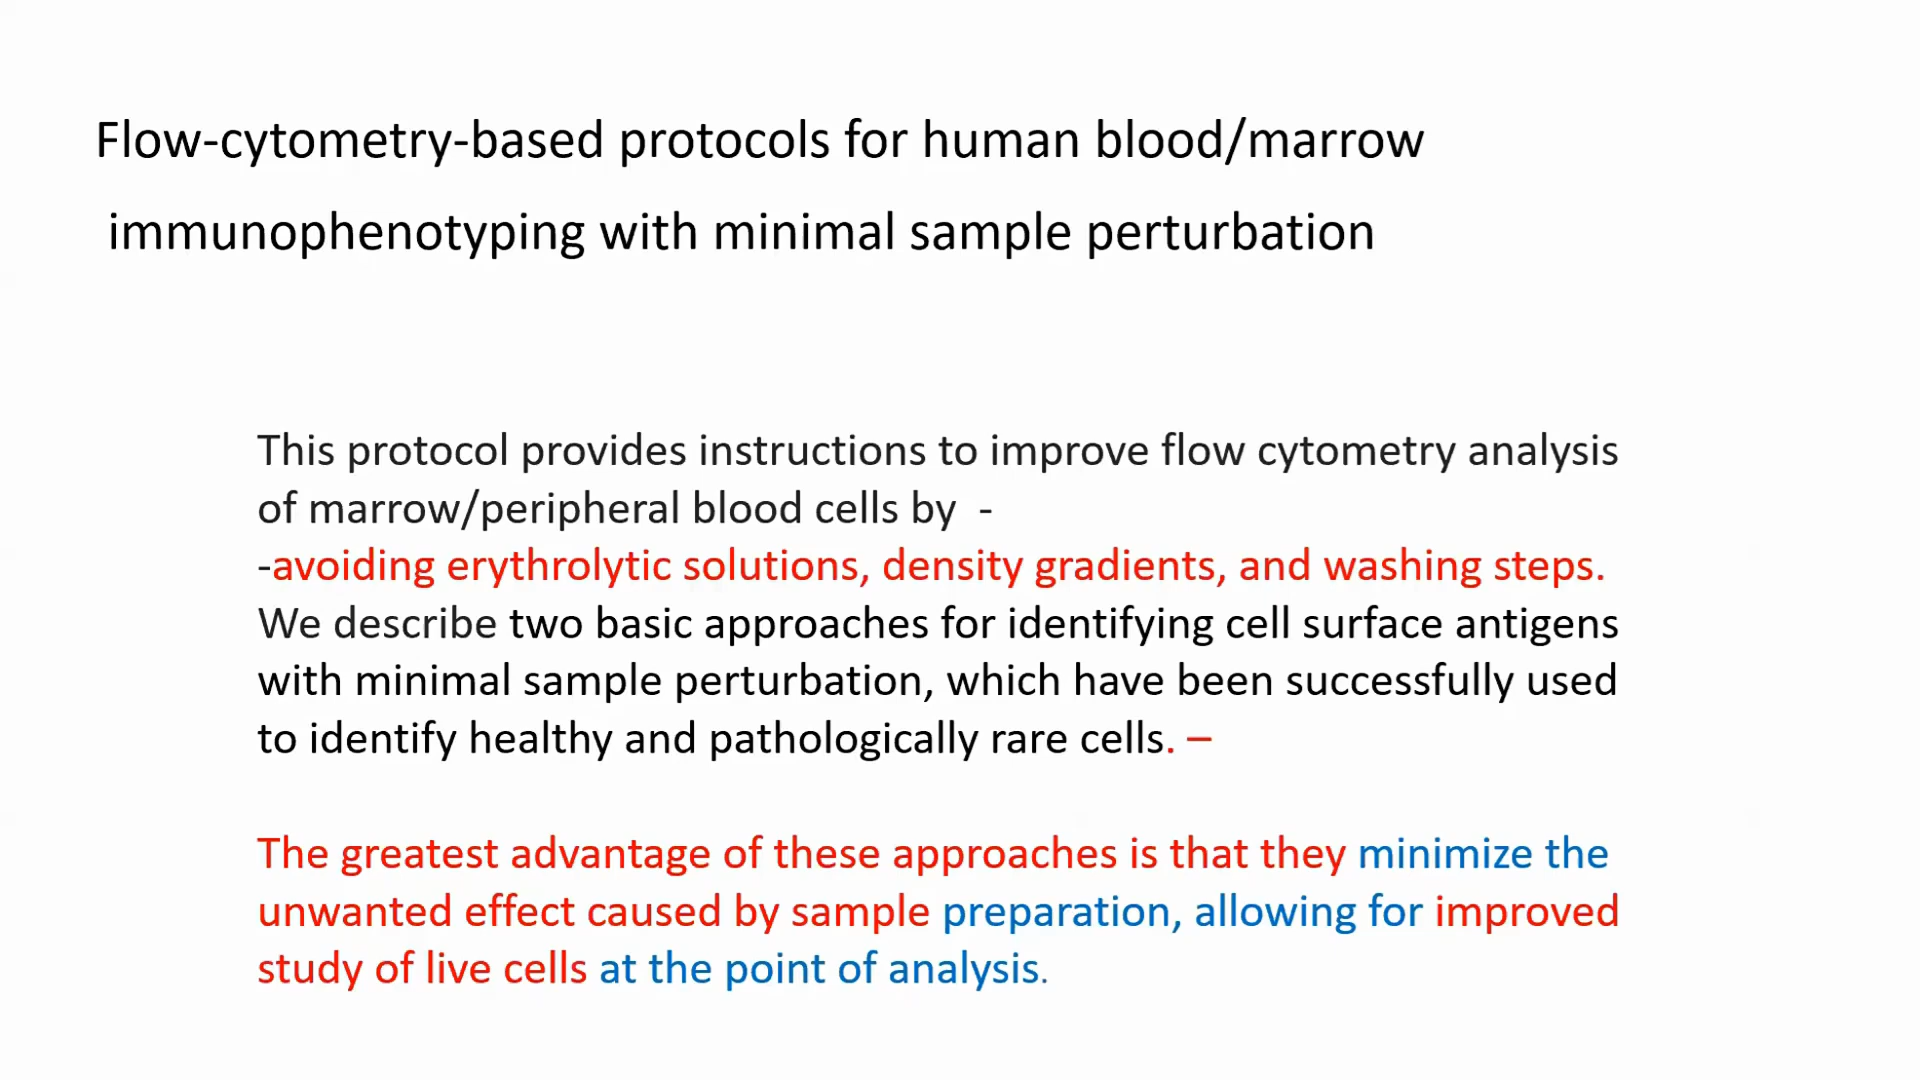 Flow-cytometry-based protocols for human blood/marrow
immunophenotyping with minimal sample perturbation
This protocol provides instructions to improve flow cytometry analysis
of marrow/peripheral blood cells by -
-avoiding erythrolytic solutions, density gradients, and washing steps.
We describe two basic approaches for identifying cell surface antigens
with minimal sample perturbation, which have been successfully used
to identify healthy and pathologically rare cells. –
The greatest advantage of these approaches is that they minimize the
unwanted effect caused by sample preparation, allowing for improved
study of live cells at the point of analysis.